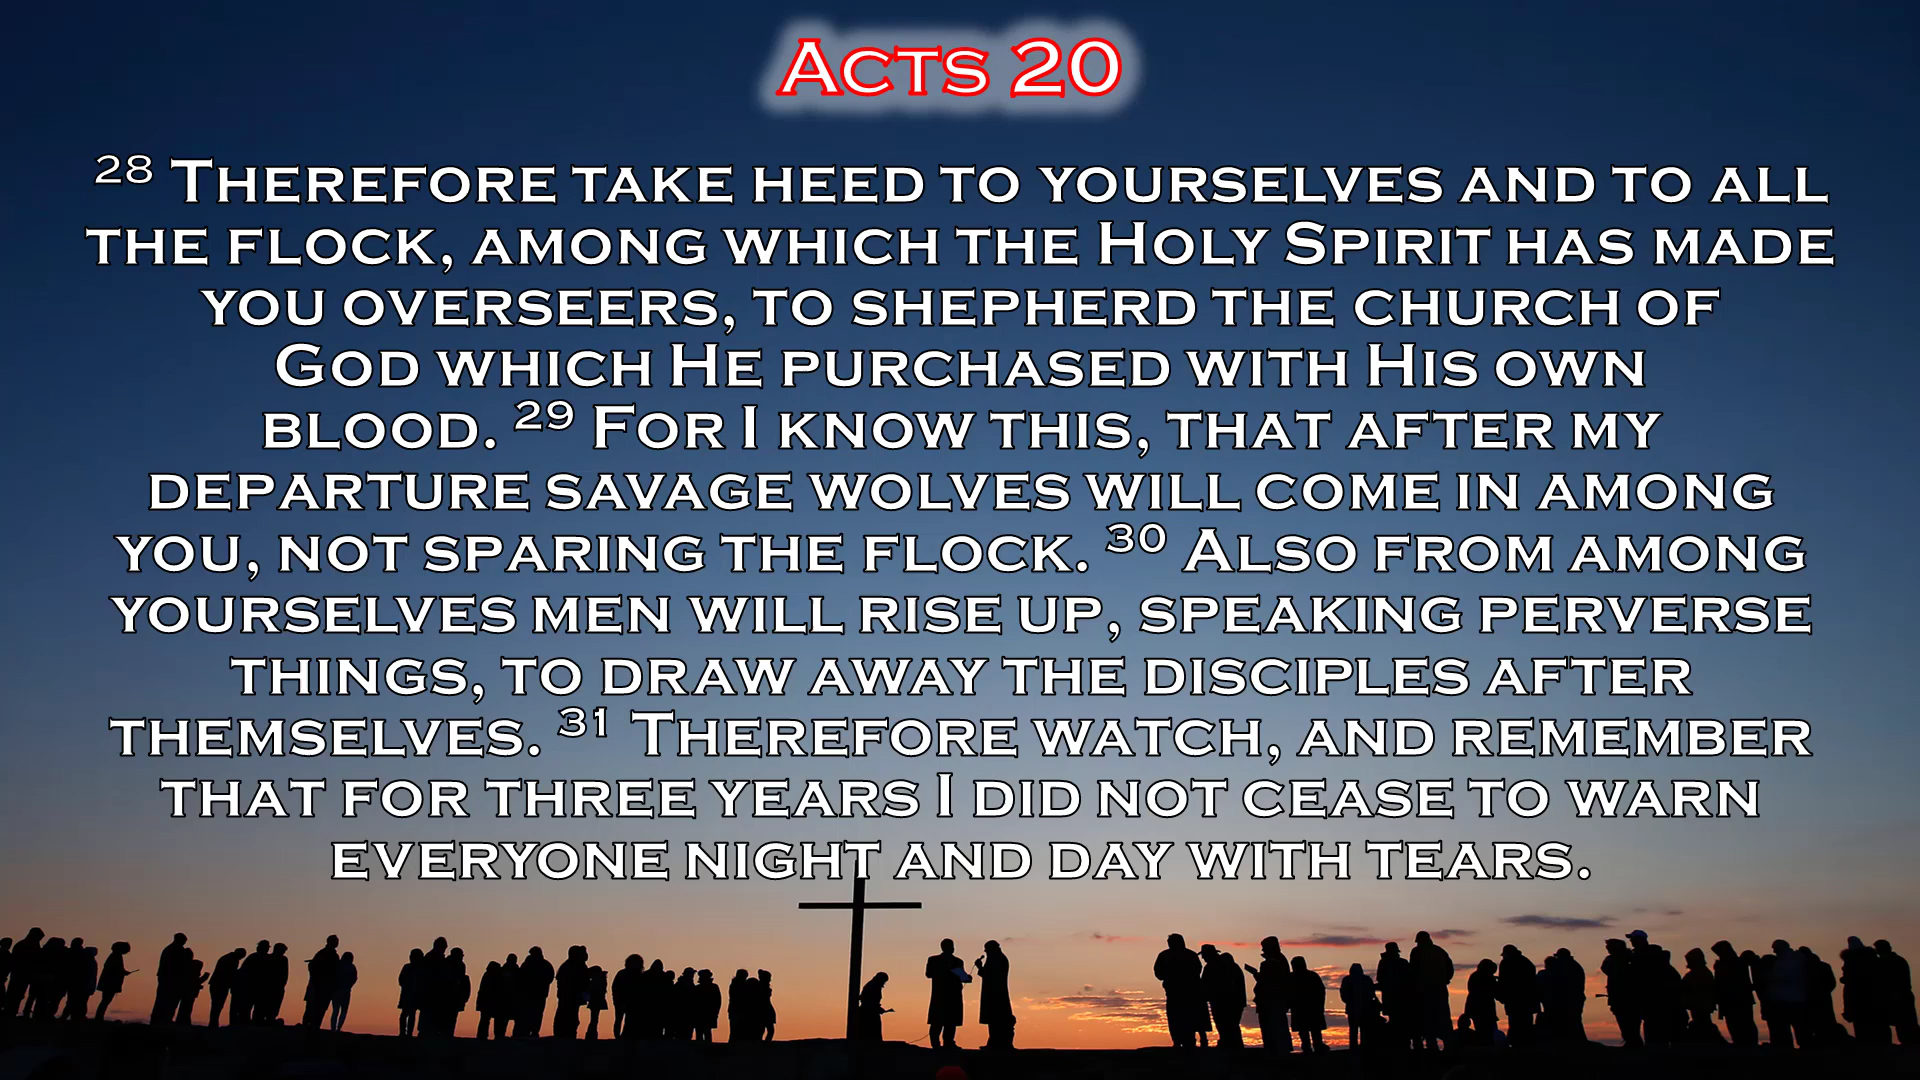 Acts 20
28 Therefore take heed to yourselves and to all
the flock, among which the Holy Spirit has made
you overseers, to shepherd the church of
God which He purchased with His own
blood. 29 For I know this, that after my
departure savage wolves will come in among
you, not sparing the flock. 30 Also from among
yourselves men will rise up, speaking perverse
things, to draw away the disciples after
themselves. 31 Therefore watch, and remember
that for three years I did not cease to warn
everyone night and day with tears.